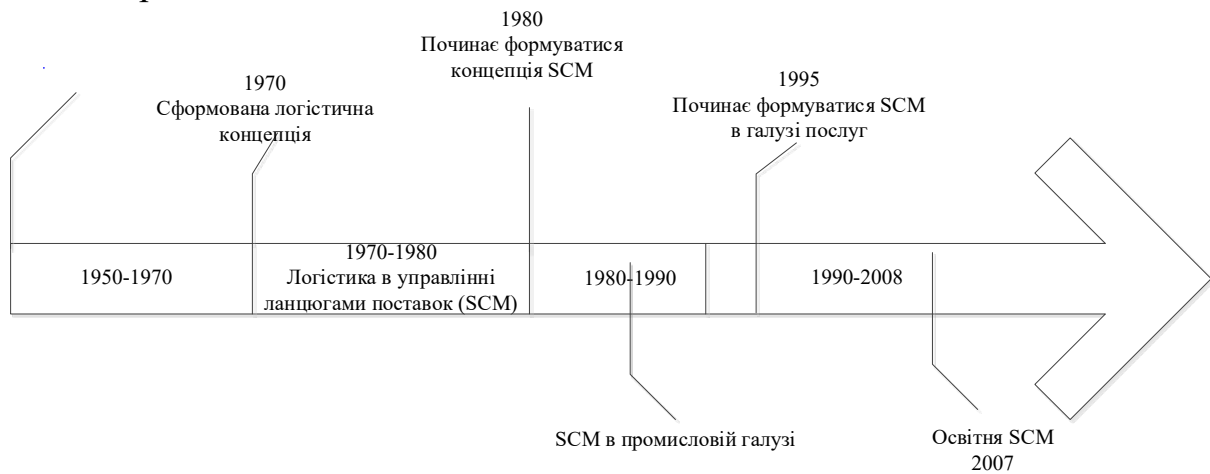 1980
Починає формуватися
концепція SCM
1970
Сформована логістична
концепція
1995
Починає формуватися SCM
в галузі послуг
1950-1970
1970-1980
Логістика в управлінні
ланцюгами поставок (SCM)
1980-1990
1990-2008
SCM в промисловій галузі
Освітня SCM
2007